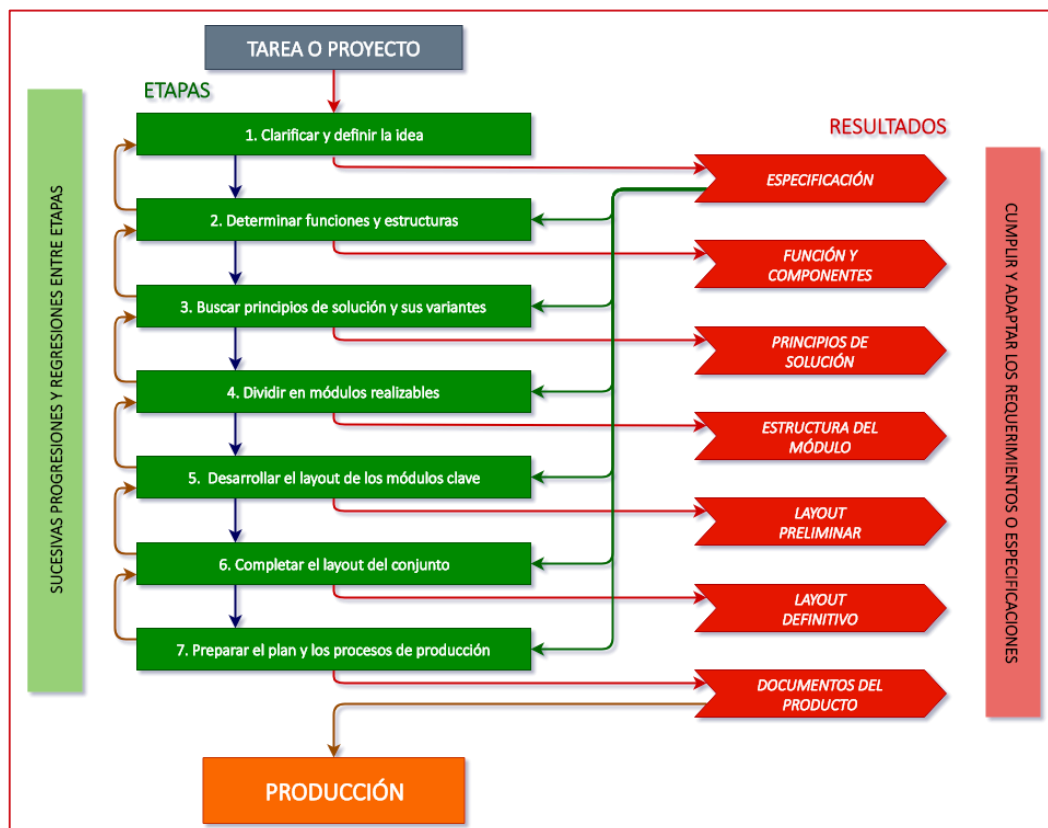 TAREA O PROYECTO
ETAPAS
RESULTADOS
SUCESIVAS PROGRESIONES Y REGRESIONES ENTRE ETAPAS
1. Clarificar y definir la idea
ESPECIFICACIÓN
2. Determinar funciones y estructuras
FUNCIÓN Y
COMPONENTES
3. Buscar principios de solución y sus variantes
PRINCIPIOS DE
SOLUCIÓN
4. Dividir en módulos realizables
ESTRUCTURA DEL
MÓDULO
5. Desarrollar el layout de los módulos clave
LAYOUT
PRELIMINAR
6. Completar el layout del conjunto
LAYOUT
DEFINITIVO
7. Preparar el plan y los procesos de producción
DOCUMENTOS DEL
PRODUCTO
CUMPLIR Y ADAPTAR LOS REQUERIMIENTOS O ESPECIFICACIONES
PRODUCCIÓN